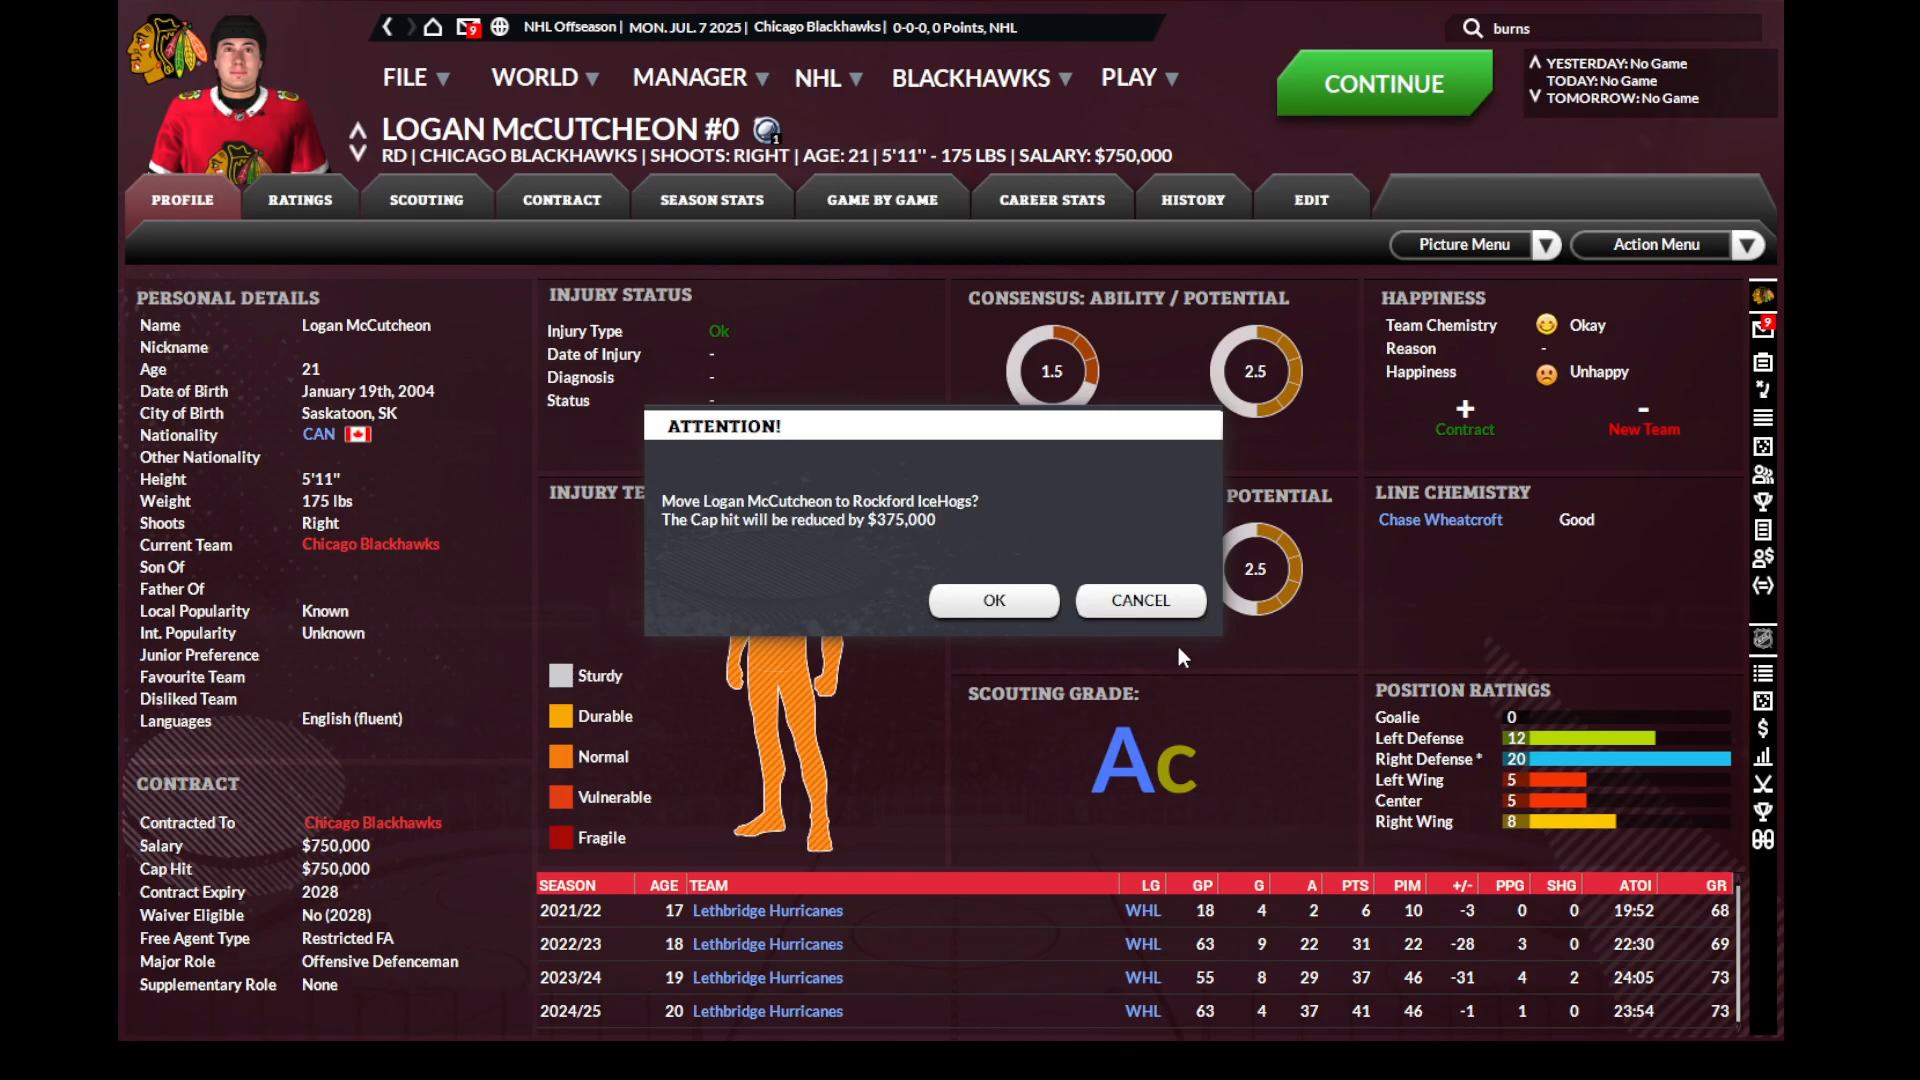 NHL Offseason | MON. JUL. 7 2025 | Chicago Blackhawks | 0-0-0, 0 Points, NHL
burns
9
FILE WORLD MANAGER NHL BLACKHAWKS PLAY
CONTINUE
YESTERDAY: No Game
TODAY: No Game
TOMORROW: No Game
LOGAN McCUTCHEON #0
1
RD | CHICAGO BLACKHAWKS | SHOOTS: RIGHT | AGE: 21 | 5'11" - 175 LBS | SALARY: $750,000
PROFILE RATINGS SCOUTING CONTRACT SEASON STATS GAME BY GAME CAREER STATS HISTORY EDIT
Picture Menu Action Menu
PERSONAL DETAILS
Name Logan McCutcheon
Nickname
Age 21
Date of Birth January 19th, 2004
City of Birth Saskatoon, SK
Nationality CAN
Other Nationality
Height 5'11"
Weight 175 lbs
Shoots Right
Current Team Chicago Blackhawks
Son Of
Father Of
Local Popularity Known
Int. Popularity Unknown
Junior Preference
Favourite Team
Disliked Team
Languages English (fluent)
CONTRACT
Contracted To Chicago Blackhawks
Salary $750,000
Cap Hit $750,000
Contract Expiry 2028
Waiver Eligible No (2028)
Free Agent Type Restricted FA
Major Role Offensive Defenceman
Supplementary Role None
INJURY STATUS
Injury Type Ok
Date of Injury -
Diagnosis -
Status -
INJURY TE
Sturdy
Durable
Normal
Vulnerable
Fragile
CONSENSUS: ABILITY / POTENTIAL
1.5 2.5
ATTENTION!
Move Logan McCutcheon to Rockford IceHogs?
The Cap hit will be reduced by $375,000
OK CANCEL
POTENTIAL
2.5
SCOUTING GRADE:
Ac
HAPPINESS
Team Chemistry Okay
Reason -
Happiness Unhappy
+ -
Contract New Team
LINE CHEMISTRY
Chase Wheatcroft Good
POSITION RATINGS
Goalie 0
Left Defense 12
Right Defense * 20
Left Wing 5
Center 5
Right Wing 8
9
SEASON AGE TEAM LG GP G A PTS PIM +/- PPG SHG ATOI GR
2021/22 17 Lethbridge Hurricanes WHL 18 4 2 6 10 -3 0 0 19:52 68
2022/23 18 Lethbridge Hurricanes WHL 63 9 22 31 22 -28 3 0 22:30 69
2023/24 19 Lethbridge Hurricanes WHL 55 8 29 37 46 -31 4 2 24:05 73
2024/25 20 Lethbridge Hurricanes WHL 63 4 37 41 46 -1 1 0 23:54 73